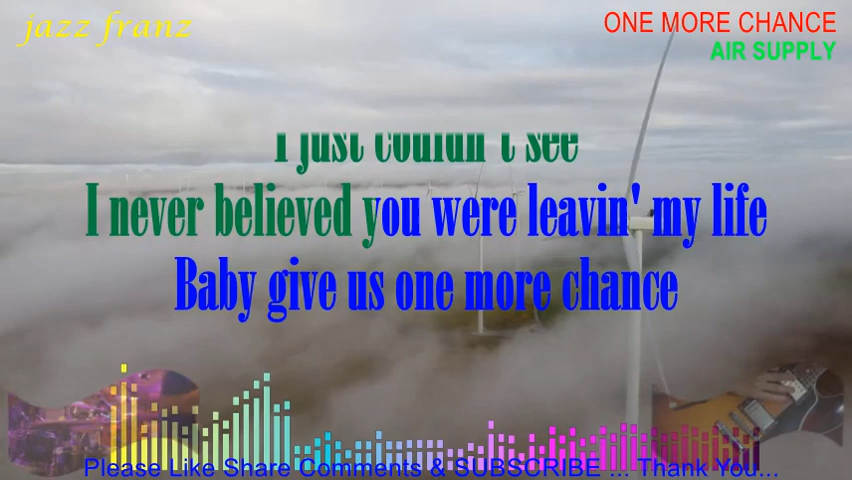 jazz franz
ONE MORE CHANCE
AIR SUPPLY
I just couldn't see
I never believed you were leavin' my life
Baby give us one more chance
Please Like Share Comments & SUBSCRIBE ... Thank You...